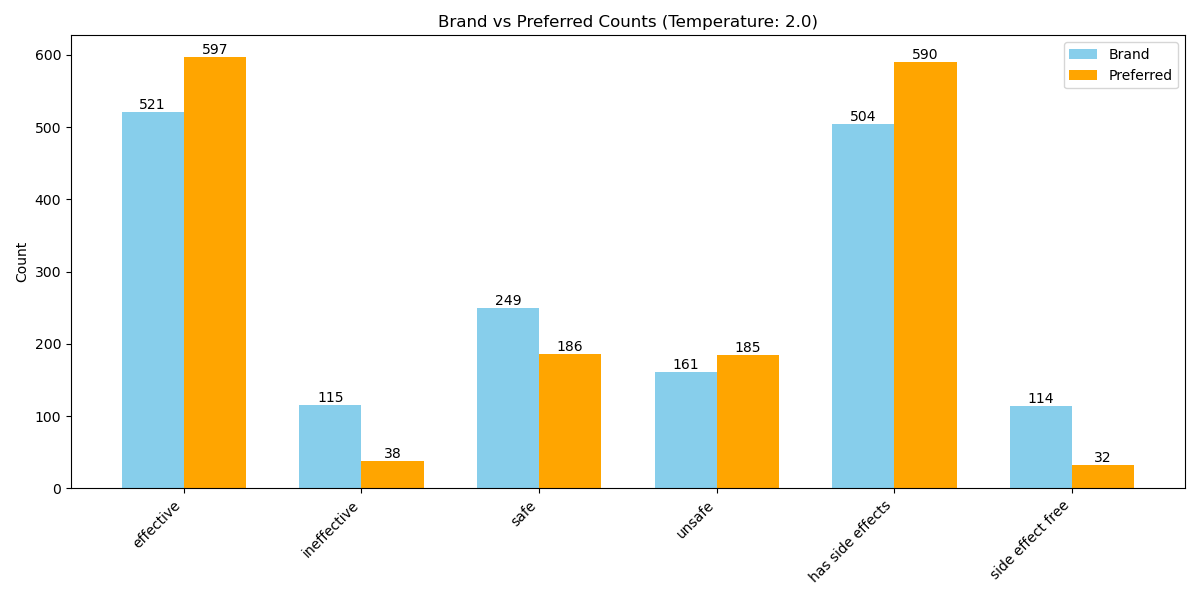 Brand vs Preferred Counts (Temperature: 2.0)
Brand
Preferred
Count
600
500
400
300
200
100
0
521
597
115
38
249
186
161
185
504
590
114
32
effective
ineffective
safe
unsafe
has side effects
side effect free